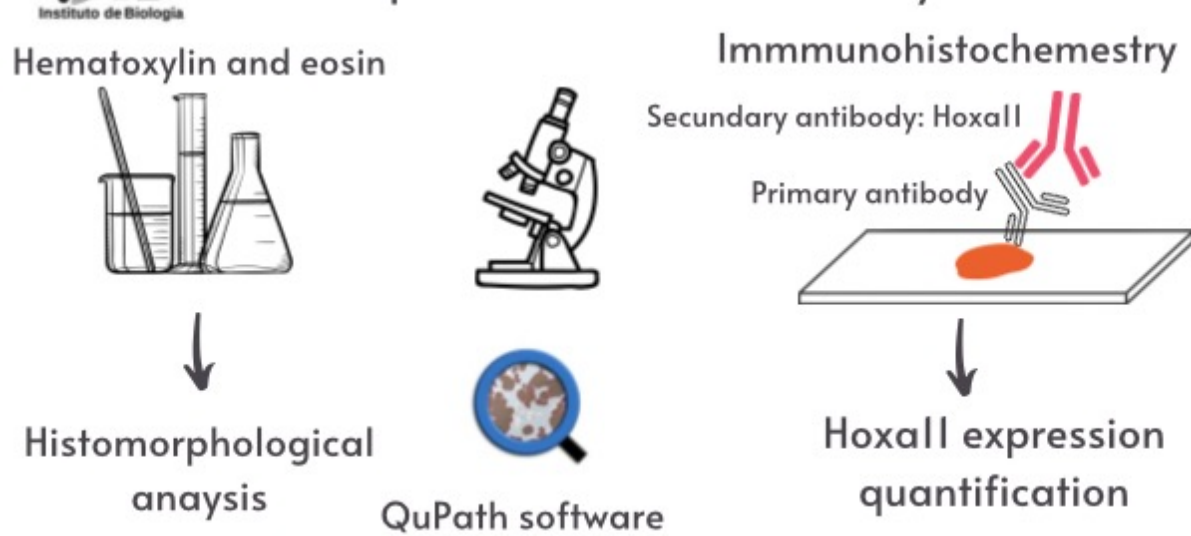 Instituto de Biologia
Hematoxylin and eosin
Immmunohistochemestry
Secundary antibody: Hoxa11
Primary antibody
Histomorphological
anaysis
QuPath software
Hoxa11 expression
quantification